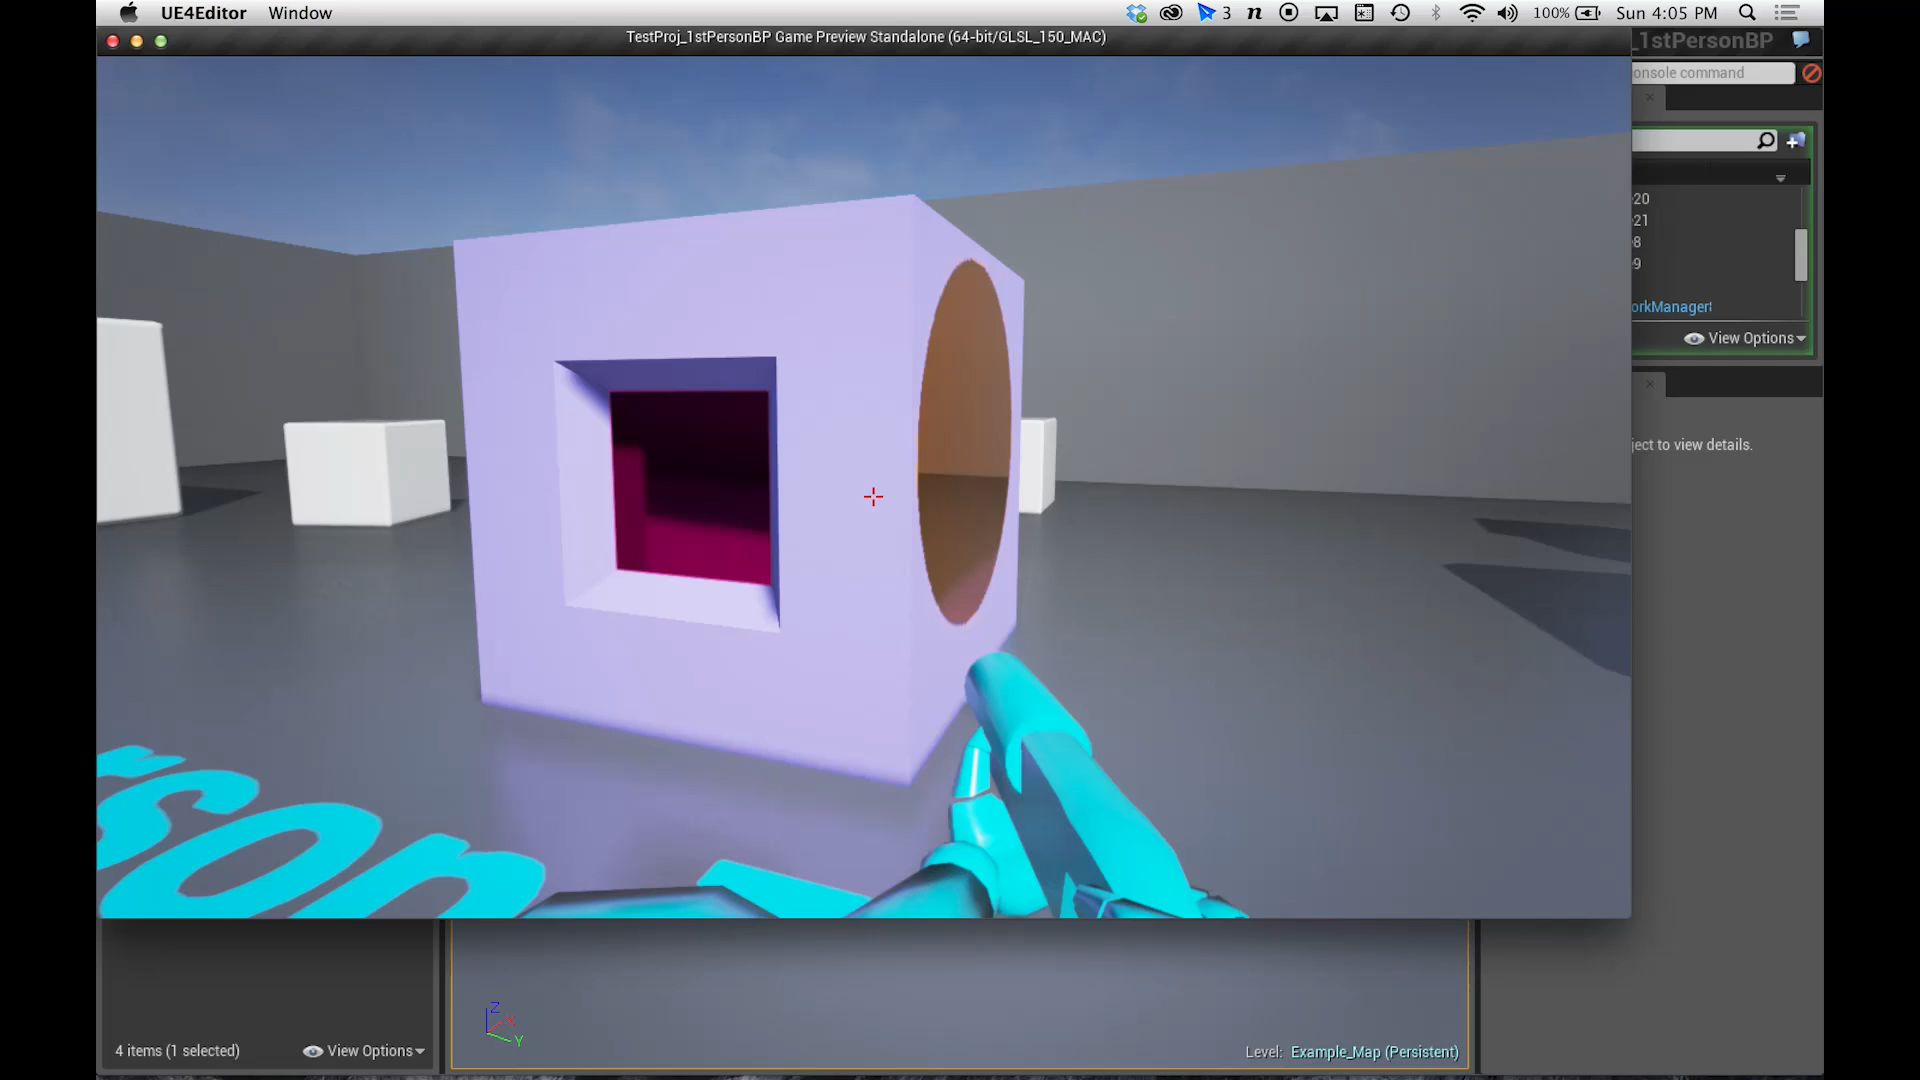 UE4Editor Window 3 100% Sun 4:05 PM
TestProj_1stPersonBP Game Preview Standalone (64-bit/GLSL_150_MAC)
_1stPersonBP
onsole command
20
21
8
9
orkManager
View Options
ject to view details.
son
Z
X
Y
4 items (1 selected)
View Options
Level: Example_Map (Persistent)